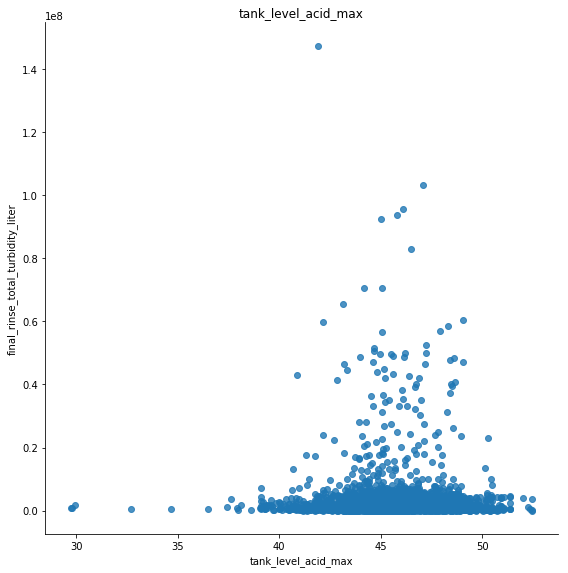 tank_level_acid_max
1e8
1.4
1.2
1.0
0.8
0.6
0.4
0.2
0.0
final_rinse_total_turbidity_liter
30 35 40 45 50
tank_level_acid_max